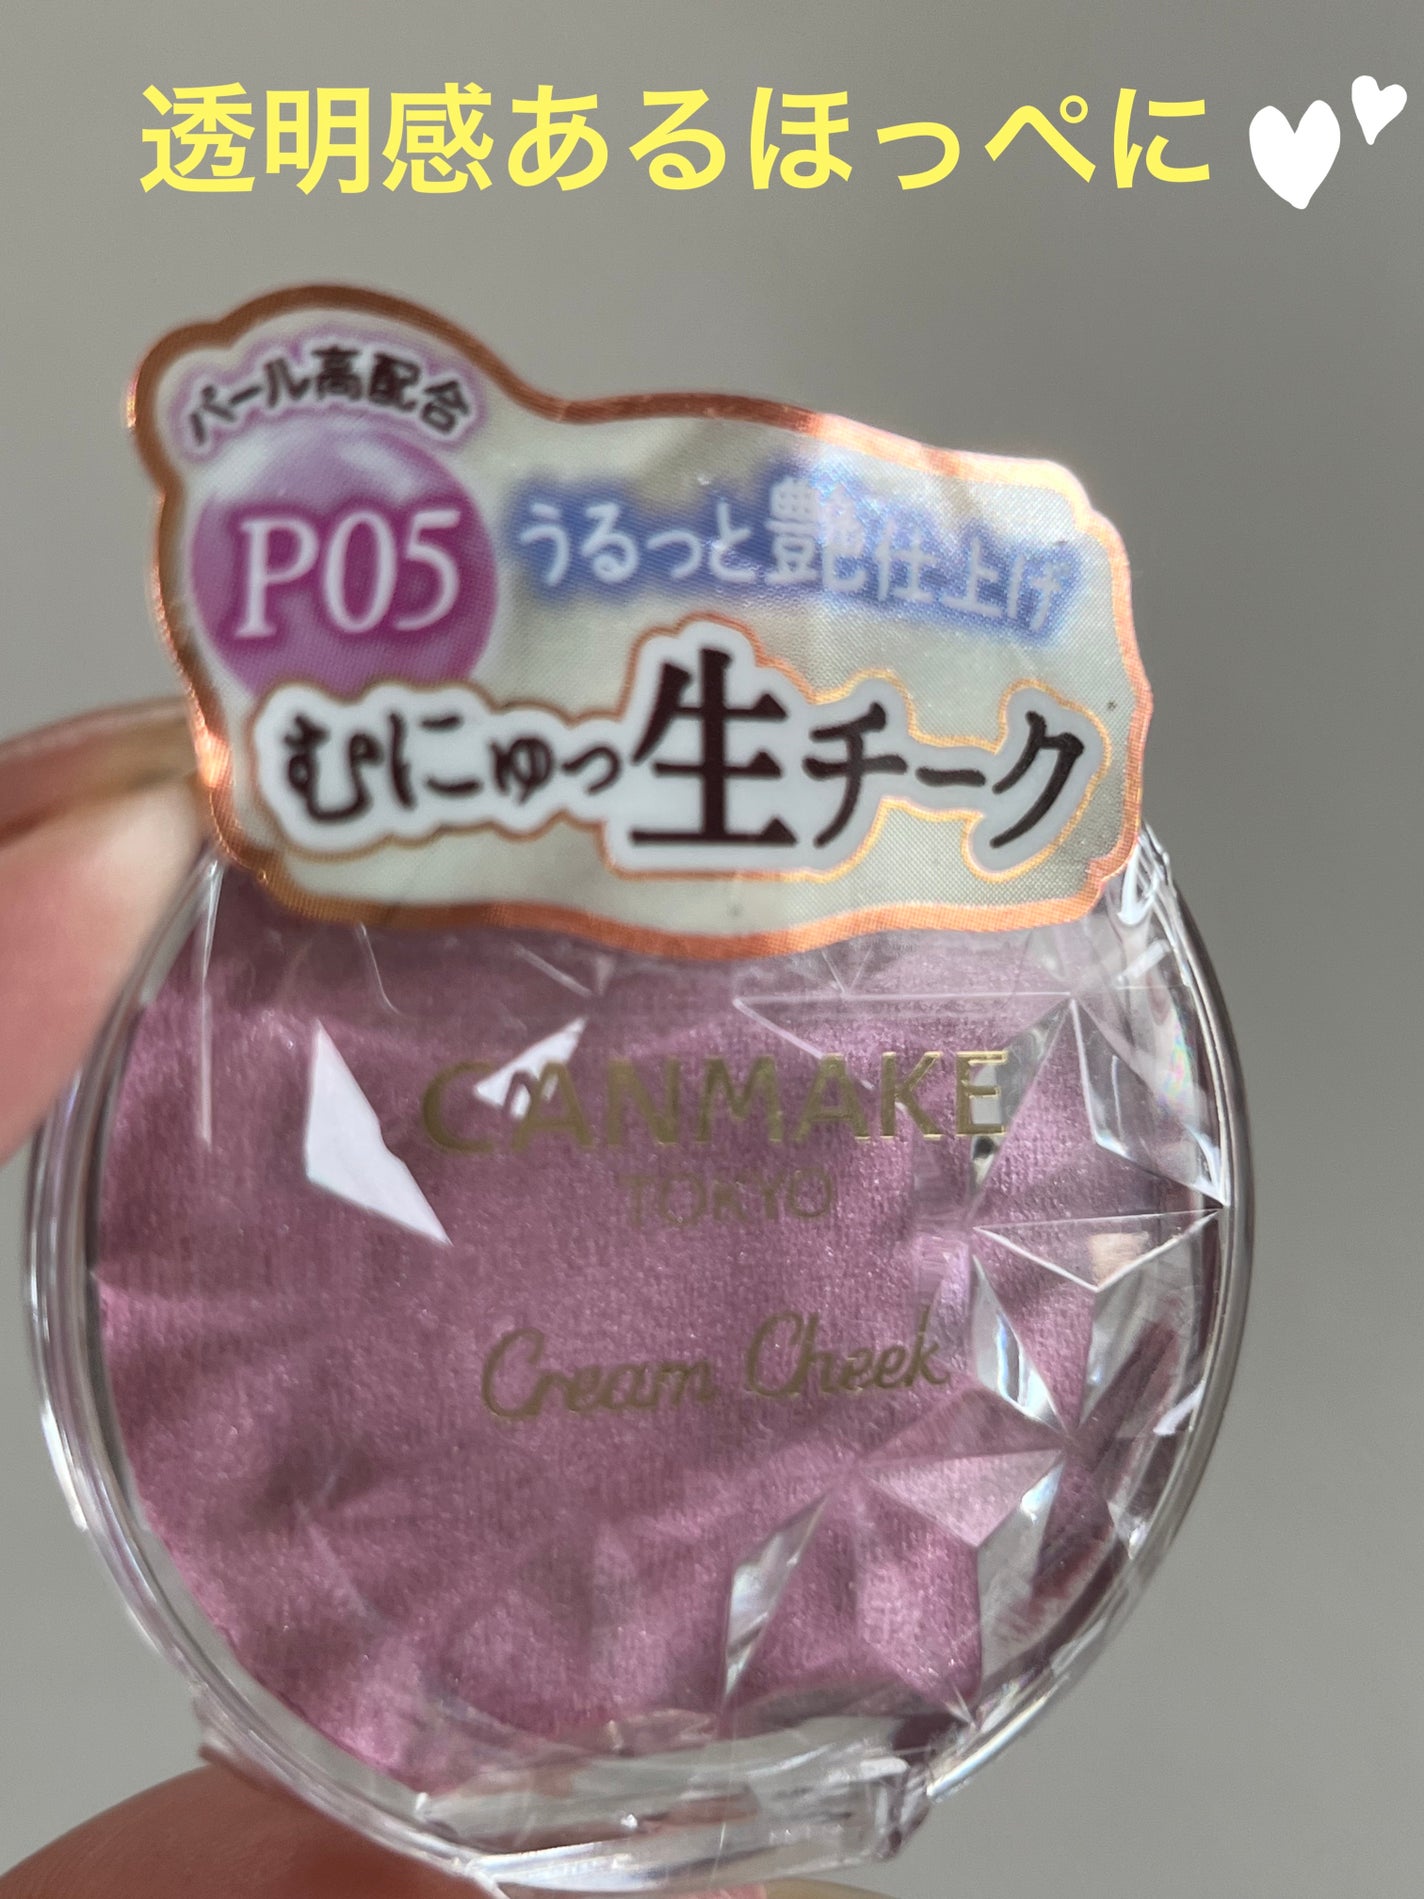 透明感あるほっぺに
パール高配合
P05
うるっと艶仕上げ
むにゅっ生チーク
CANMAKE
TOKYO
Cream Cheek